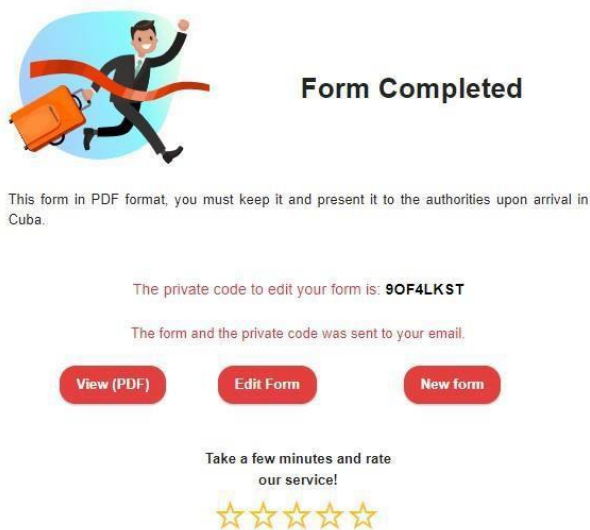 Form Completed
This form in PDF format, you must keep it and present it to the authorities upon arrival in
Cuba.
The private code to edit your form is: 9OF4LKST
The form and the private code was sent to your email.
View (PDF)
Edit Form
New form
Take a few minutes and rate
our service!